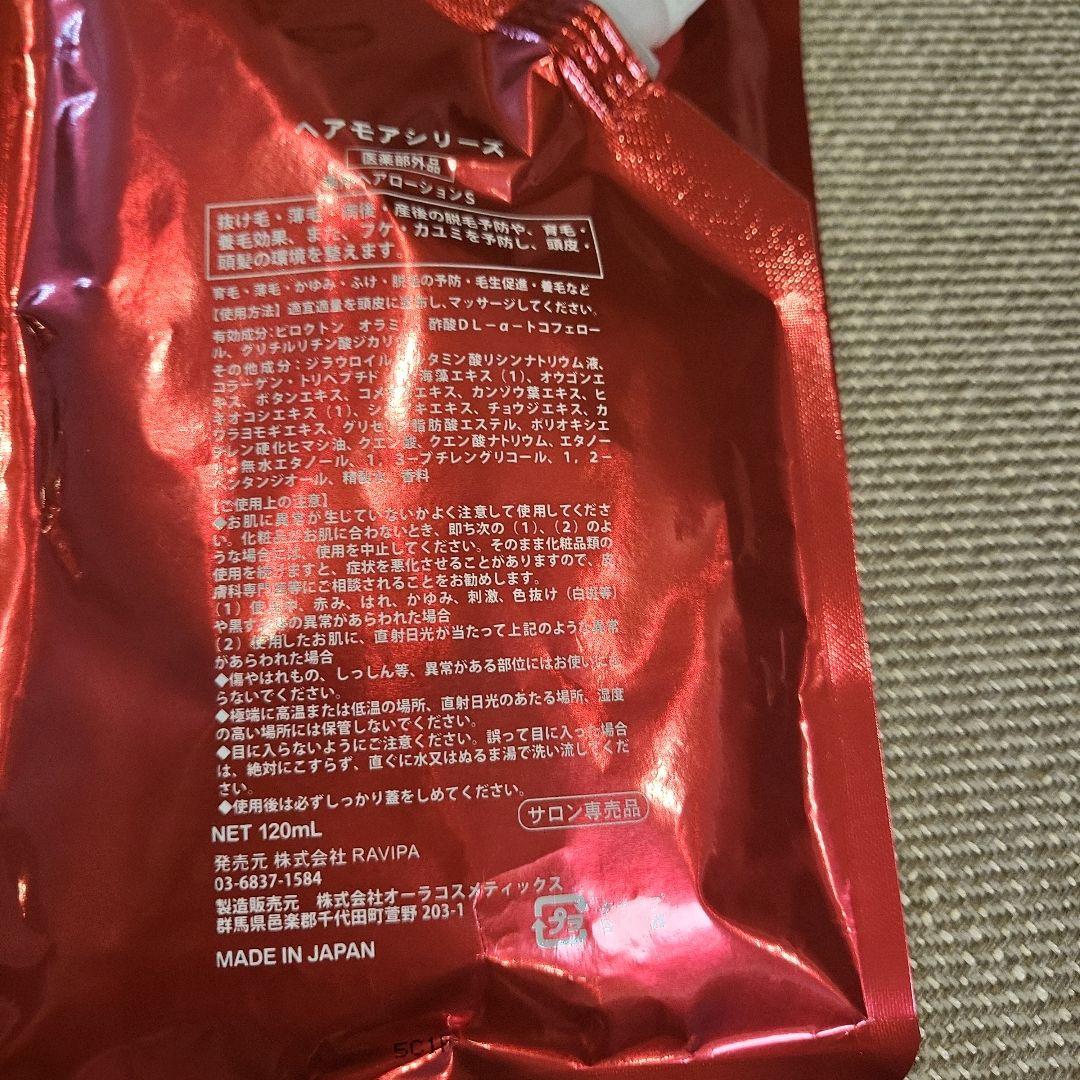 ヘアモアシリーズ
医薬部外品
ヘアローションS
抜け毛・薄毛・病後・産後の脱毛予防や、育毛・
養毛効果、また、フケ・カユミを予防し、頭皮・
頭髪の環境を整えます。
育毛・薄毛・かゆみ・ふけ・脱毛の予防・毛生促進・養毛など
【使用方法】適宜適量を頭皮に塗布し、マッサージしてください。
有効成分:ピロクトン オラミン、酢酸DL-α-トコフェロー
ル、グリチルリチン酸ジカリ
その他成分:ジラウロイルグルタミン酸リシンナトリウム液、
コラーゲン・トリペプチド 海藻エキス(1)、オウゴンエ
キス、ボタンエキス、コメ エキス、カンゾウ葉エキス、ヒ
キオコシエキス(1)、シ キエキス、チョウジエキス、カ
ワラヨモギエキス、グリセリン脂肪酸エステル、ポリオキシエ
チレン硬化ヒマシ油、クエン酸、クエン酸ナトリウム、エタノー
ル、無水エタノール、1,3-ブチレングリコール、1,2-
ペンタンジオール、精製水、香料
【ご使用上の注意】
◆お肌に異常が生じていないかよく注意して使用してくださ
い。化粧品がお肌に合わないとき、即ち次の(1)、(2)のよ
うな場合には、使用を中止してください。そのまま化粧品類の
使用を続けますと、症状を悪化させることがありますので、皮
膚科専門医等にご相談されることをお勧めします。
(1)使用中、赤み、はれ、かゆみ、刺激、色抜け(白斑等)
や黒ずみ等の異常があらわれた場合
(2)使用したお肌に、直射日光が当たって上記のような異常
があらわれた場合
◆傷やはれもの、しっしん等、異常がある部位にはお使いにな
らないでください。
◆極端に高温または低温の場所、直射日光のあたる場所、湿度
の高い場所には保管しないでください。
◆目に入らないようにご注意ください。誤って目に入った場合
は、絶対にこすらず、直ぐに水又はぬるま湯で洗い流してくだ
さい。
◆使用後は必ずしっかり蓋をしめてください。
サロン専売品
NET 120mL
発売元 株式会社 RAVIPA
03-6837-1584
製造販売元 株式会社オーラコスメティックス
群馬県邑楽郡千代田町萱野 203-1
プラ
MADE IN JAPAN